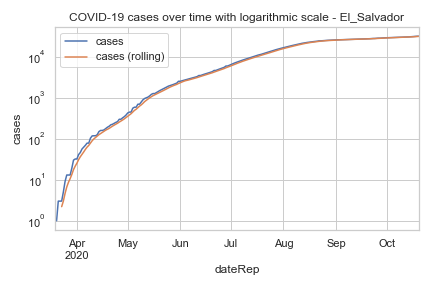 COVID-19 cases over time with logarithmic scale - El_Salvador
cases
cases (rolling)
10^4
10^3
10^2
10^1
10^0
cases
Apr May Jun Jul Aug Sep Oct
2020
dateRep